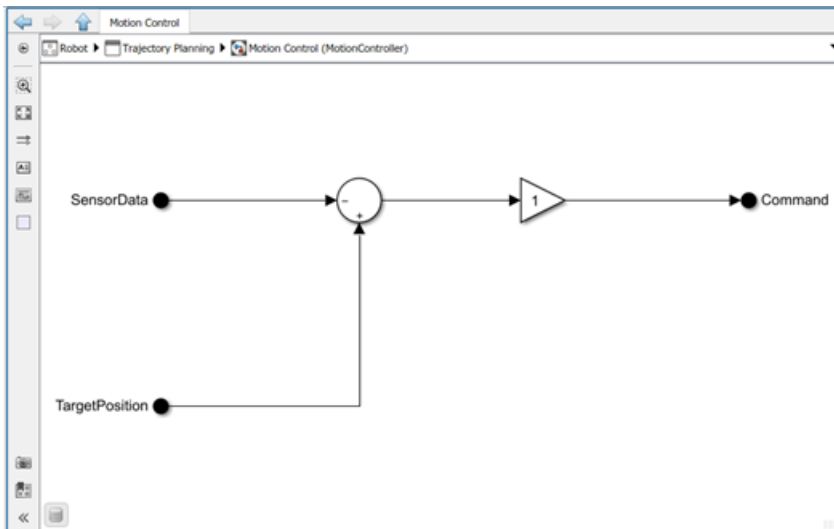 Motion Control
Robot Trajectory Planning Motion Control (MotionController)
SensorData
1
Command
TargetPosition